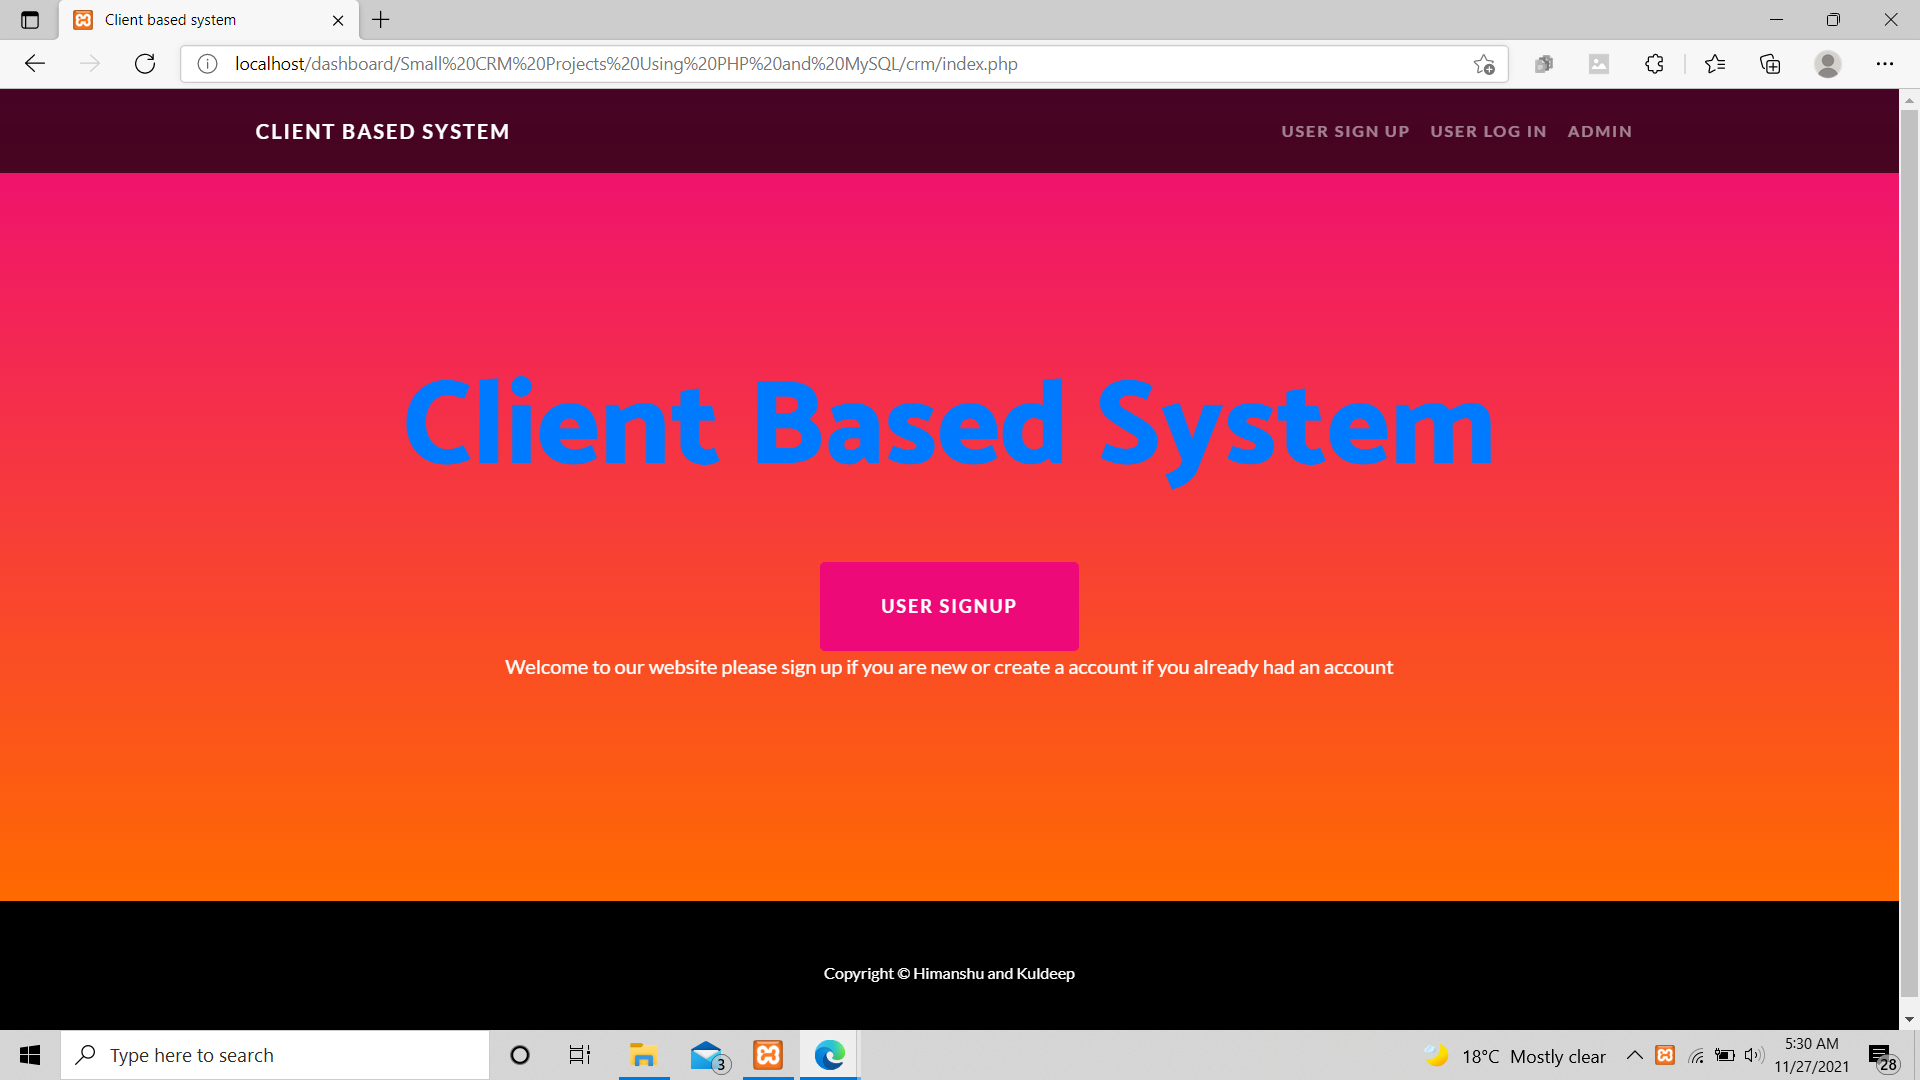 Client based system
localhost/dashboard/Small%20CRM%20Projects%20Using%20PHP%20and%20MySQL/crm/index.php
CLIENT BASED SYSTEM
USER SIGN UP
USER LOG IN
ADMIN
Client Based System
USER SIGNUP
Welcome to our website please sign up if you are new or create a account if you already had an account
Copyright © Himanshu and Kuldeep
Type here to search
3
18°C Mostly clear
5:30 AM
11/27/2021
28